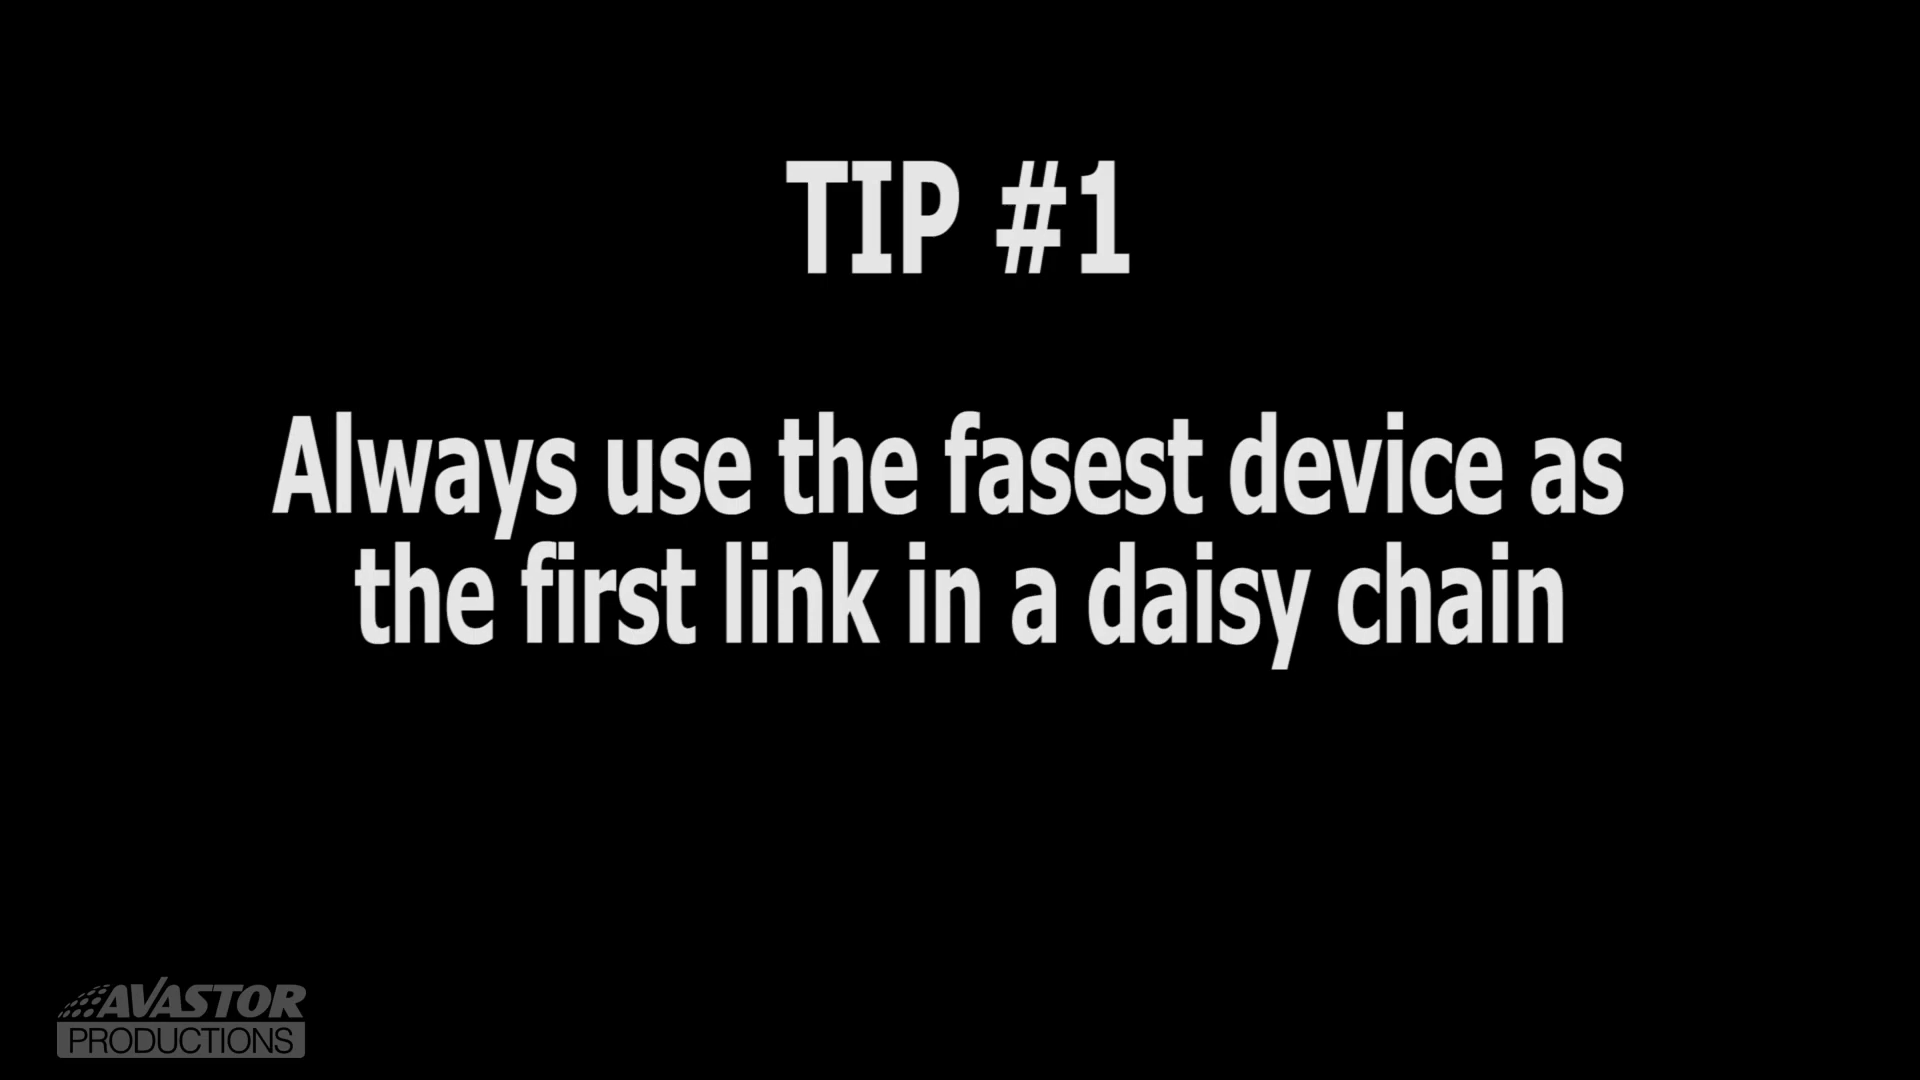 TIP #1
Always use the fasest device as
the first link in a daisy chain
AVASTOR
PRODUCTIONS